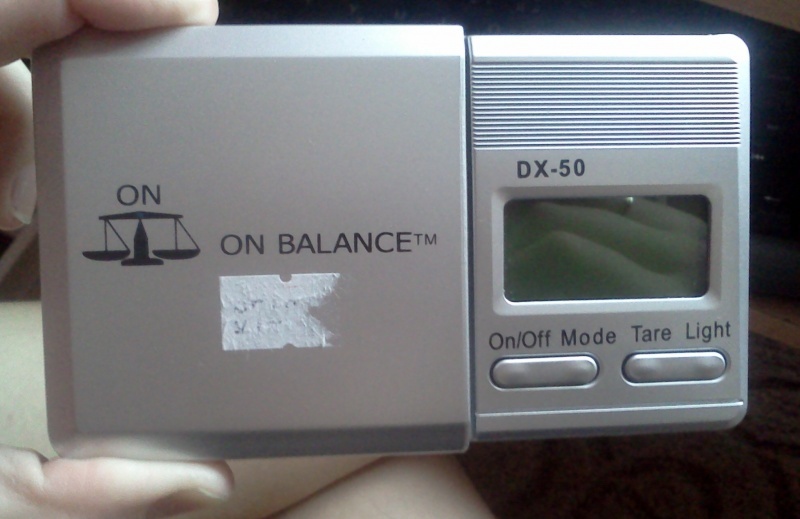 ON
ON BALANCE™
DX-50
On/Off Mode Tare Light